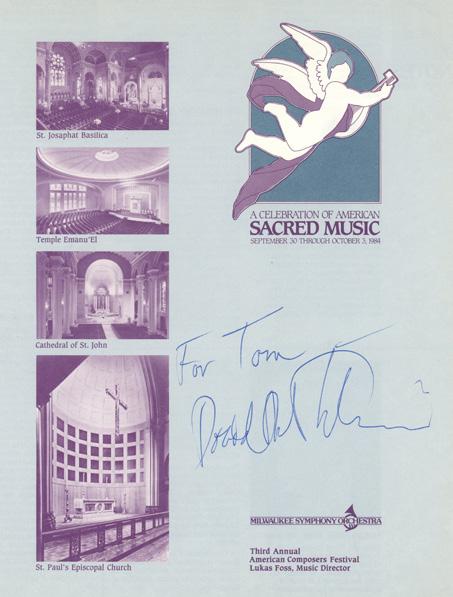 St. Josaphat Basilica
Temple Emanu'El
Cathedral of St. John
St. Paul's Episcopal Church
A CELEBRATION OF AMERICAN
SACRED MUSIC
SEPTEMBER 30 THROUGH OCTOBER 3, 1984
For Tom
David
MILWAUKEE SYMPHONY ORCHESTRA
Third Annual
American Composers Festival
Lukas Foss, Music Director